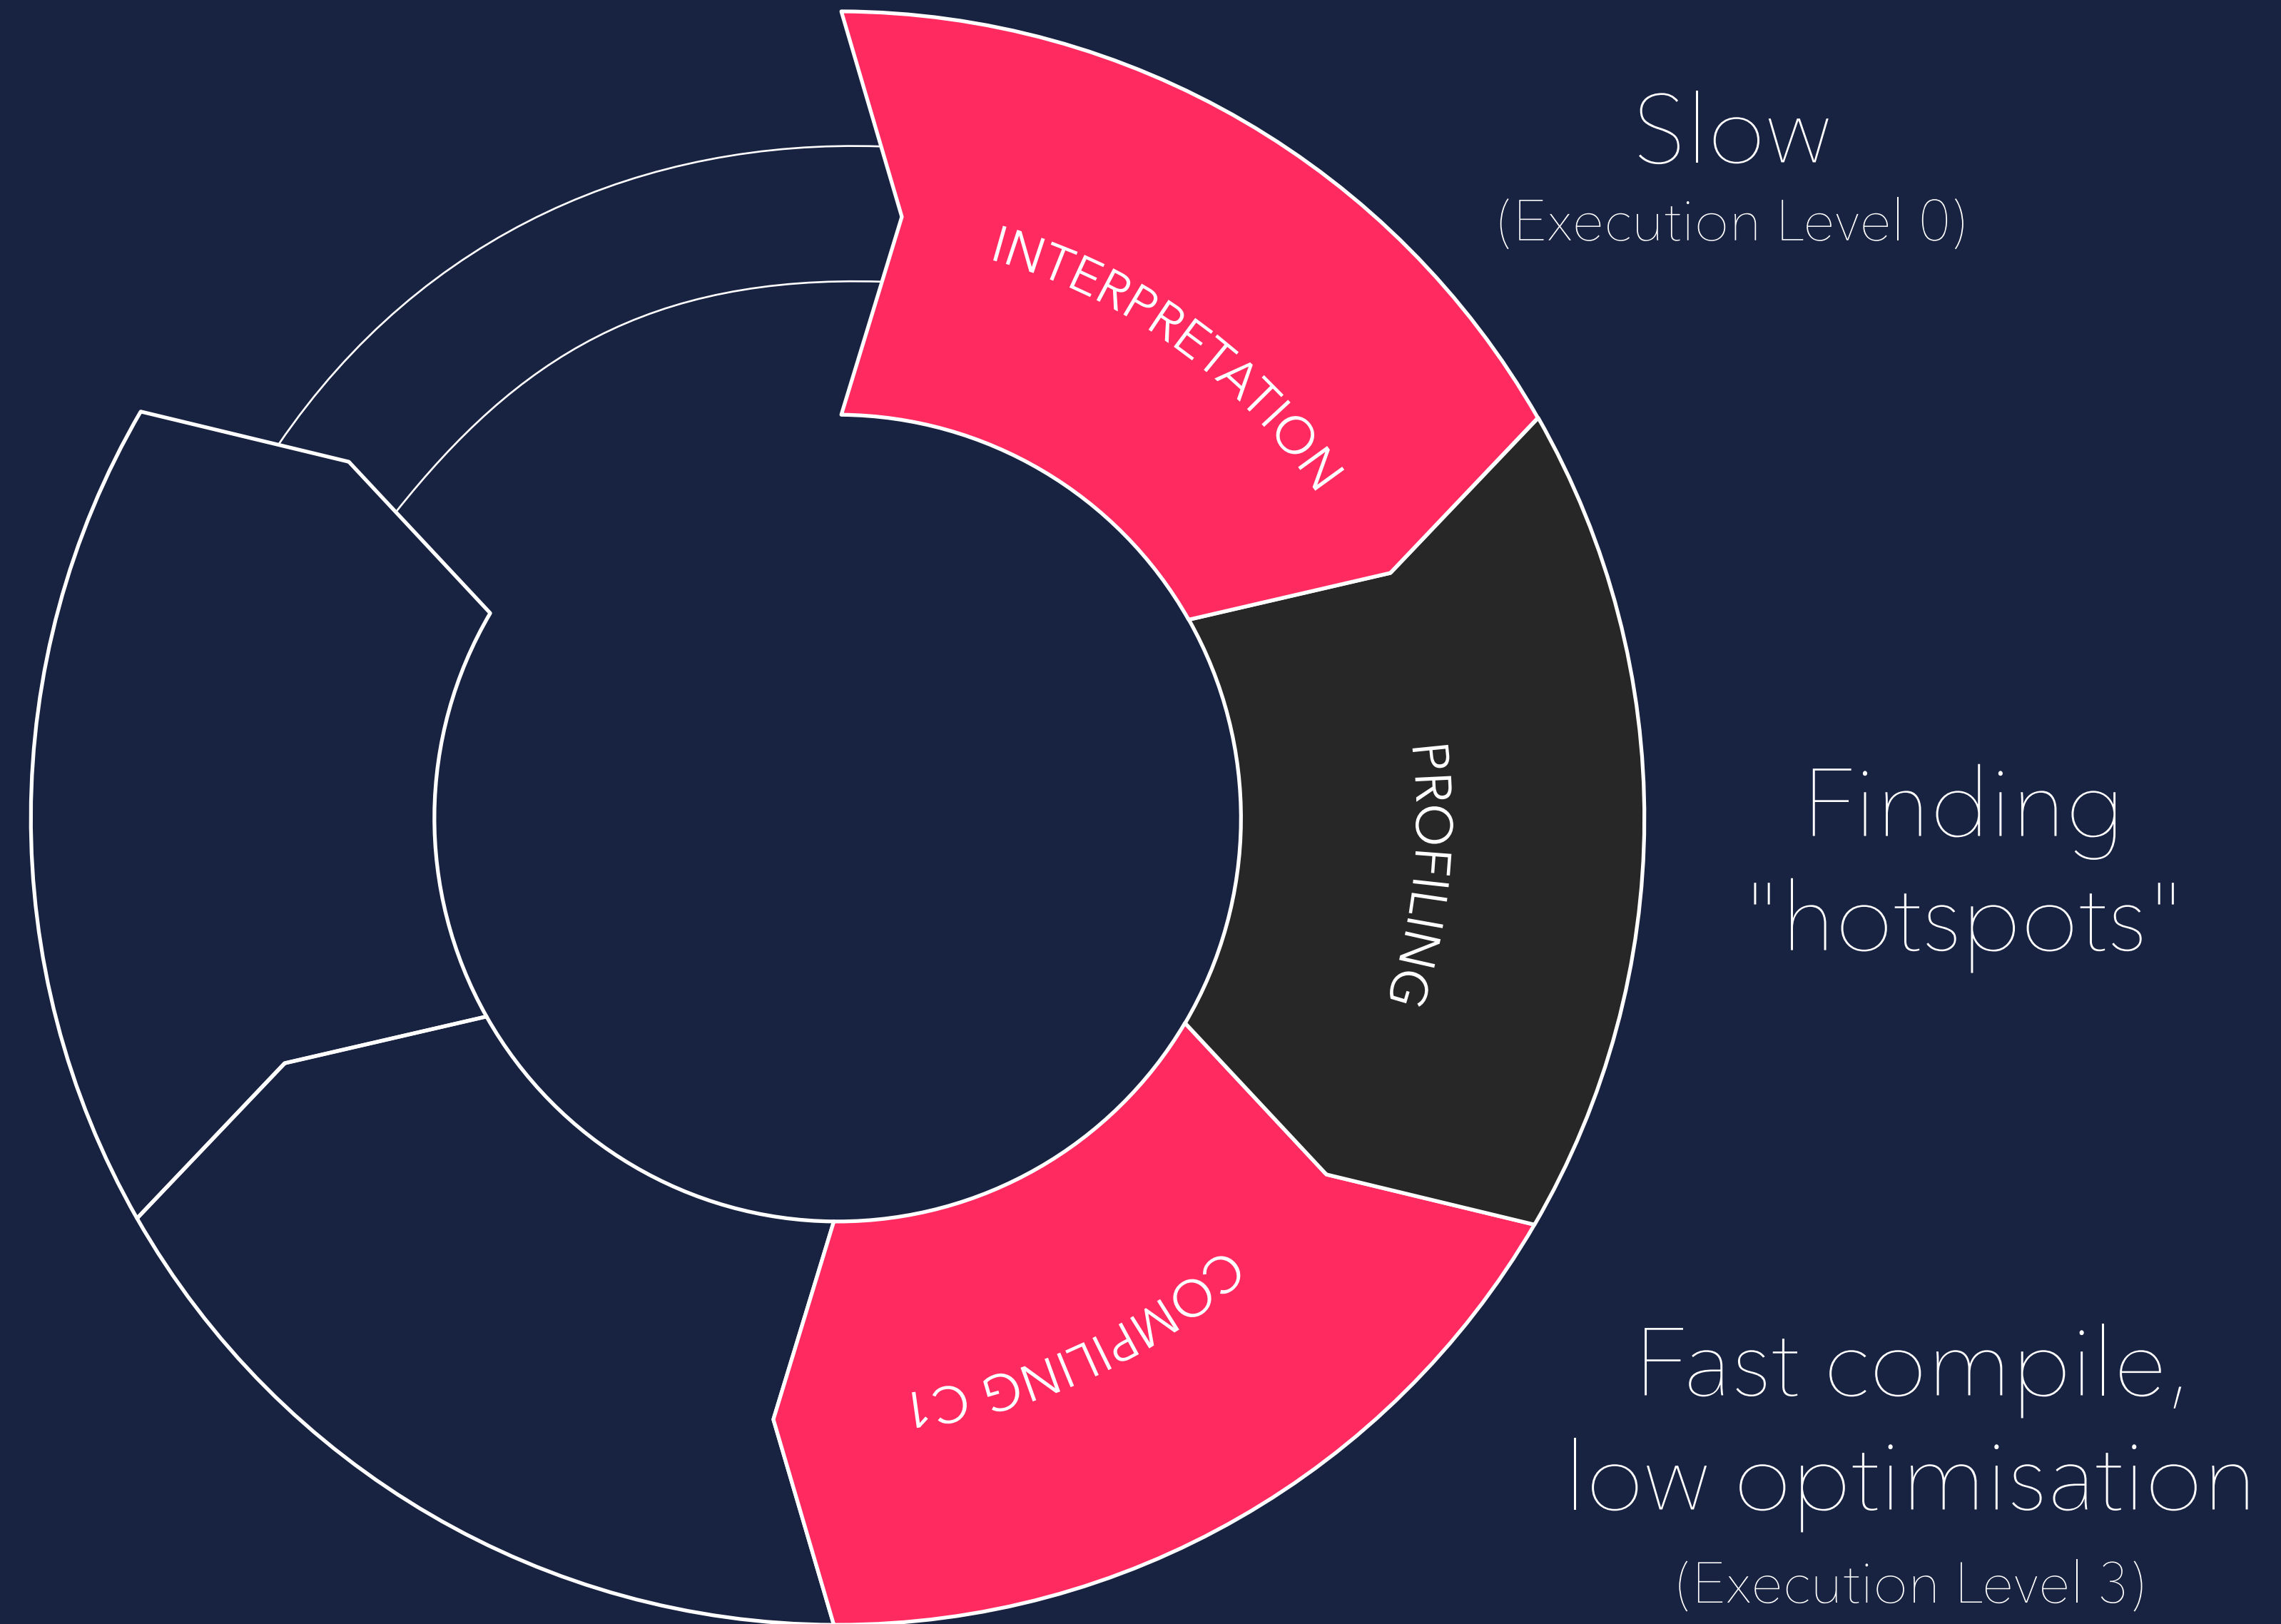 INTERPRETATION
Slow
(Execution Level 0)
PROFILING
Finding
"hotspots"
COMPILING C1
Fast compile,
low optimisation
(Execution Level 3)